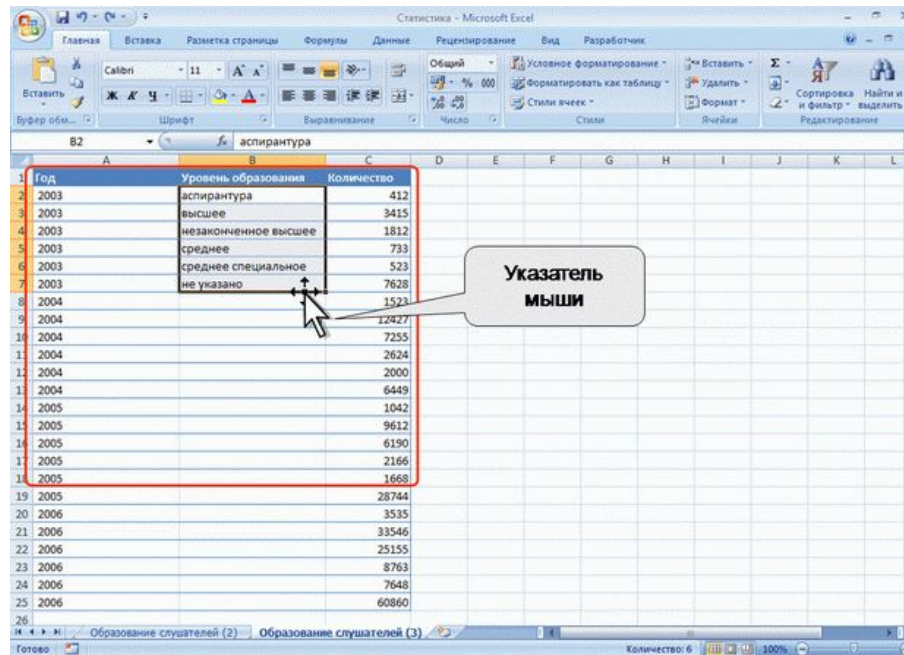 Статистика - Microsoft Excel
Главная Вставка Разметка страницы Формулы Данные Рецензирование Вид Разработчик
Вставить Calibri 11 A A Общий Условное форматирование Вставить Σ
Ж К Ч А % 000 Форматировать как таблицу Удалить Сортировка и фильтр Найти и выделить
Стили ячеек Формат
Буфер обм... Шрифт Выравнивание Число Стили Ячейки Редактирование
B2 fx аспирантура
A B C D E F G H I J K L
1 Год Уровень образования Количество
2 2003 аспирантура 412
3 2003 высшее 3415
4 2003 незаконченное высшее 1812
5 2003 среднее 733
6 2003 среднее специальное 523
7 2003 не указано 7628
8 2004 1523
9 2004 12427
10 2004 7255
11 2004 2624
12 2004 2000
13 2004 6449
14 2005 1042
15 2005 9612
16 2005 6190
17 2005 2166
18 2005 1668
19 2005 28744
20 2006 3535
21 2006 33546
22 2006 25155
23 2006 8763
24 2006 7648
25 2006 60860
26
Указатель
мыши
Образование слушателей (2) Образование слушателей (3)
Готово Количество: 6 100%